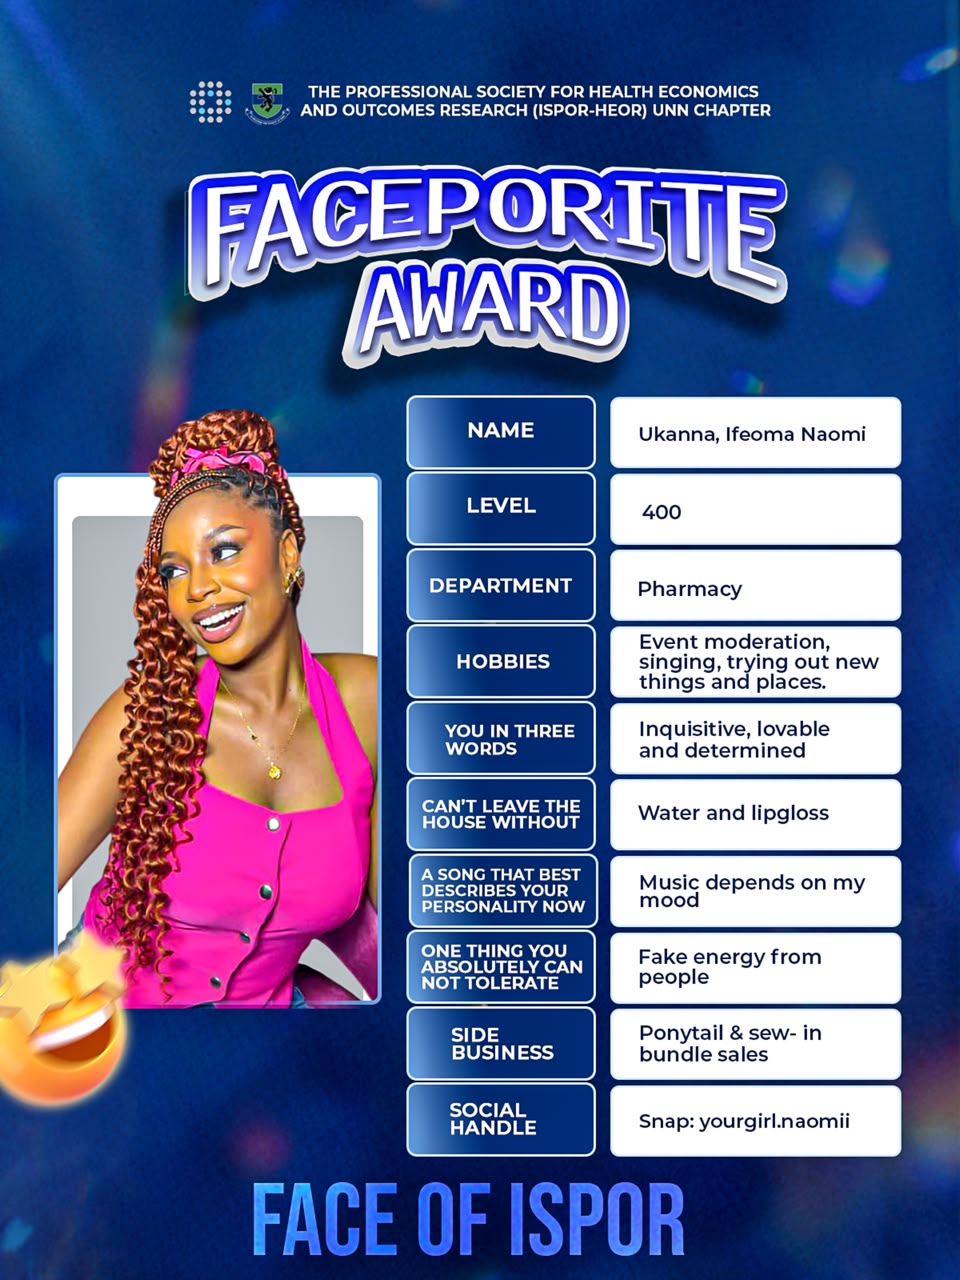 THE PROFESSIONAL SOCIETY FOR HEALTH ECONOMICS
AND OUTCOMES RESEARCH (ISPOR-HEOR) UNN CHAPTER
FACEPORITE
AWARD
NAME
Ukanna, Ifeoma Naomi
LEVEL
400
DEPARTMENT
Pharmacy
HOBBIES
Event moderation,
singing, trying out new
things and places.
YOU IN THREE
WORDS
Inquisitive, lovable
and determined
CAN'T LEAVE THE
HOUSE WITHOUT
Water and lipgloss
A SONG THAT BEST
DESCRIBES YOUR
PERSONALITY NOW
Music depends on my
mood
ONE THING YOU
ABSOLUTELY CAN
NOT TOLERATE
Fake energy from
people
SIDE
BUSINESS
Ponytail & sew- in
bundle sales
SOCIAL
HANDLE
Snap: yourgirl.naomii
FACE OF ISPOR